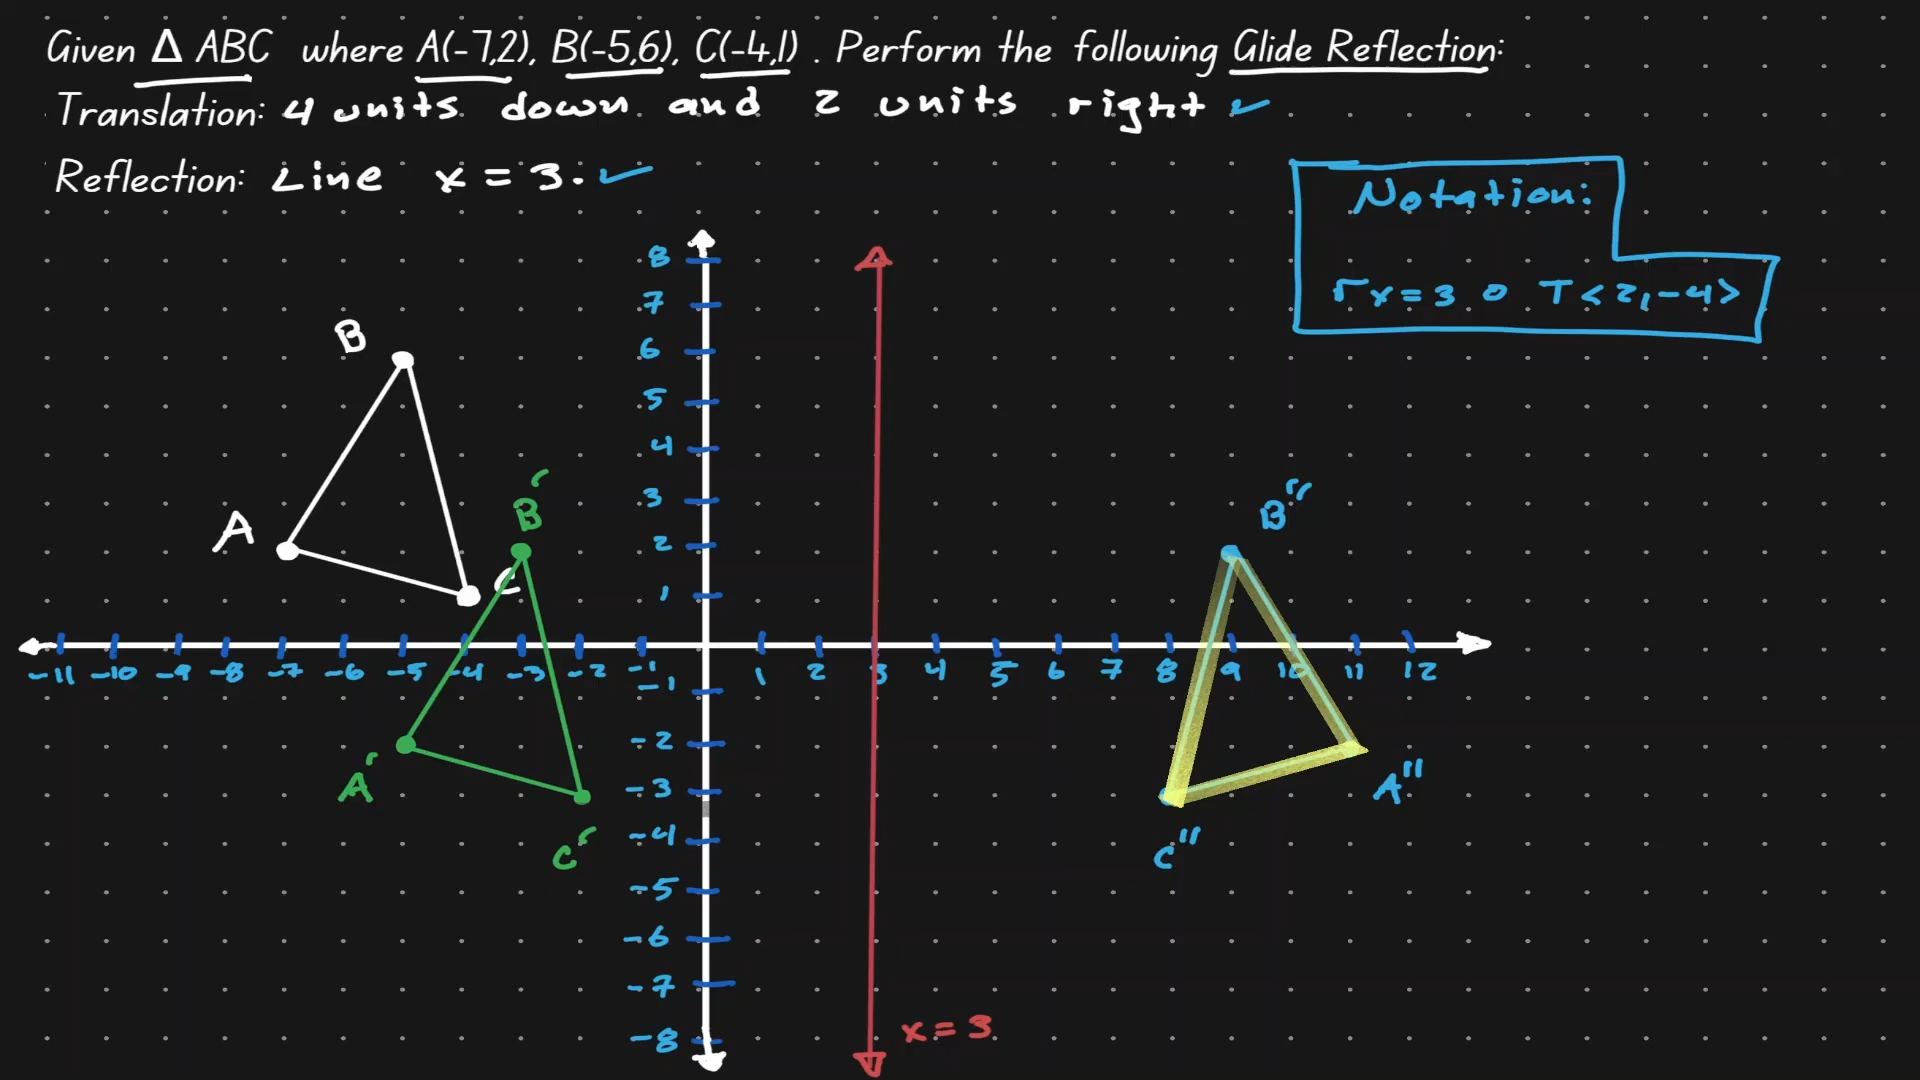 Given Δ ABC where A(-7,2), B(-5,6), C(-4,1). Perform the following Glide Reflection:
Translation: 4 units down and 2 units right ✓
Reflection: Line x = 3. ✓
Notation:
r x = 3 o T < 2, -4 >
8
7
6
5
4
3
2
1
-11 -10 -9 -8 -7 -6 -5 -4 -3 -2 -1 1 2 3 4 5 6 7 8 9 10 11 12
-1
-2
-3
-4
-5
-6
-7
-8
B
A
C
B'
A'
C'
B''
A''
C''
x = 3